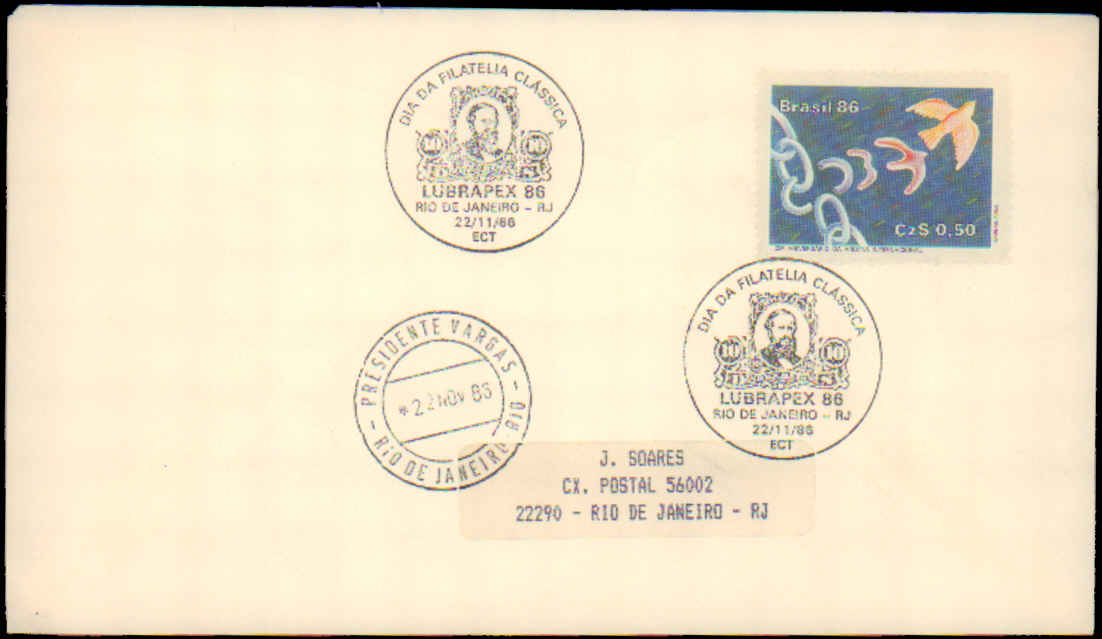 DIA DA FILATELIA CLÁSSICA
LUBRAPEX 86
RIO DE JANEIRO - RJ
22/11/86
ECT
Brasil 86
Cz$ 0,50
DIA DA FILATELIA CLÁSSICA
LUBRAPEX 86
RIO DE JANEIRO - RJ
22/11/86
ECT
PRESIDENTE VARGAS - DIB
* 22 NOV 86
- RIO DE JANEIRO
J. SOARES
CX. POSTAL 56002
22290 - RIO DE JANEIRO - RJ